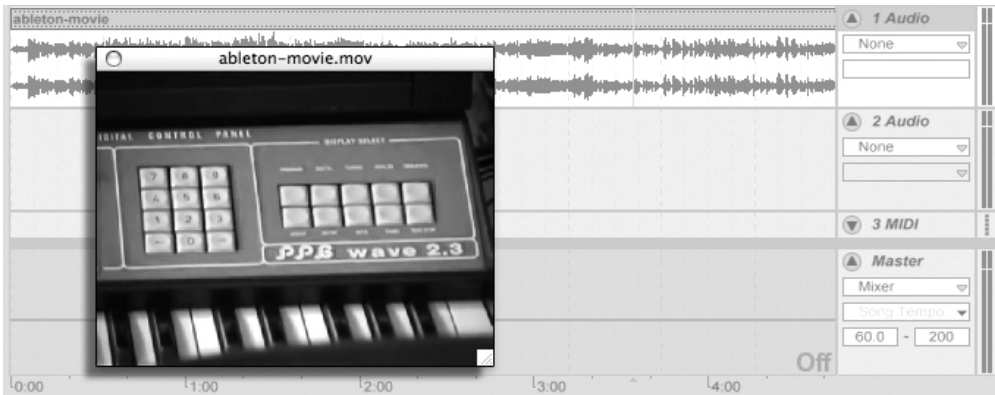 ableton-movie
1 Audio
None
ableton-movie.mov
DIGITAL CONTROL PANEL
DISPLAY SELECT
7 8 9
4 5 6
1 2 3
0
PPG wave 2.3
2 Audio
None
3 MIDI
Master
Mixer
Song Tempo
60.0 - 200
Off
0:00 1:00 2:00 3:00 4:00